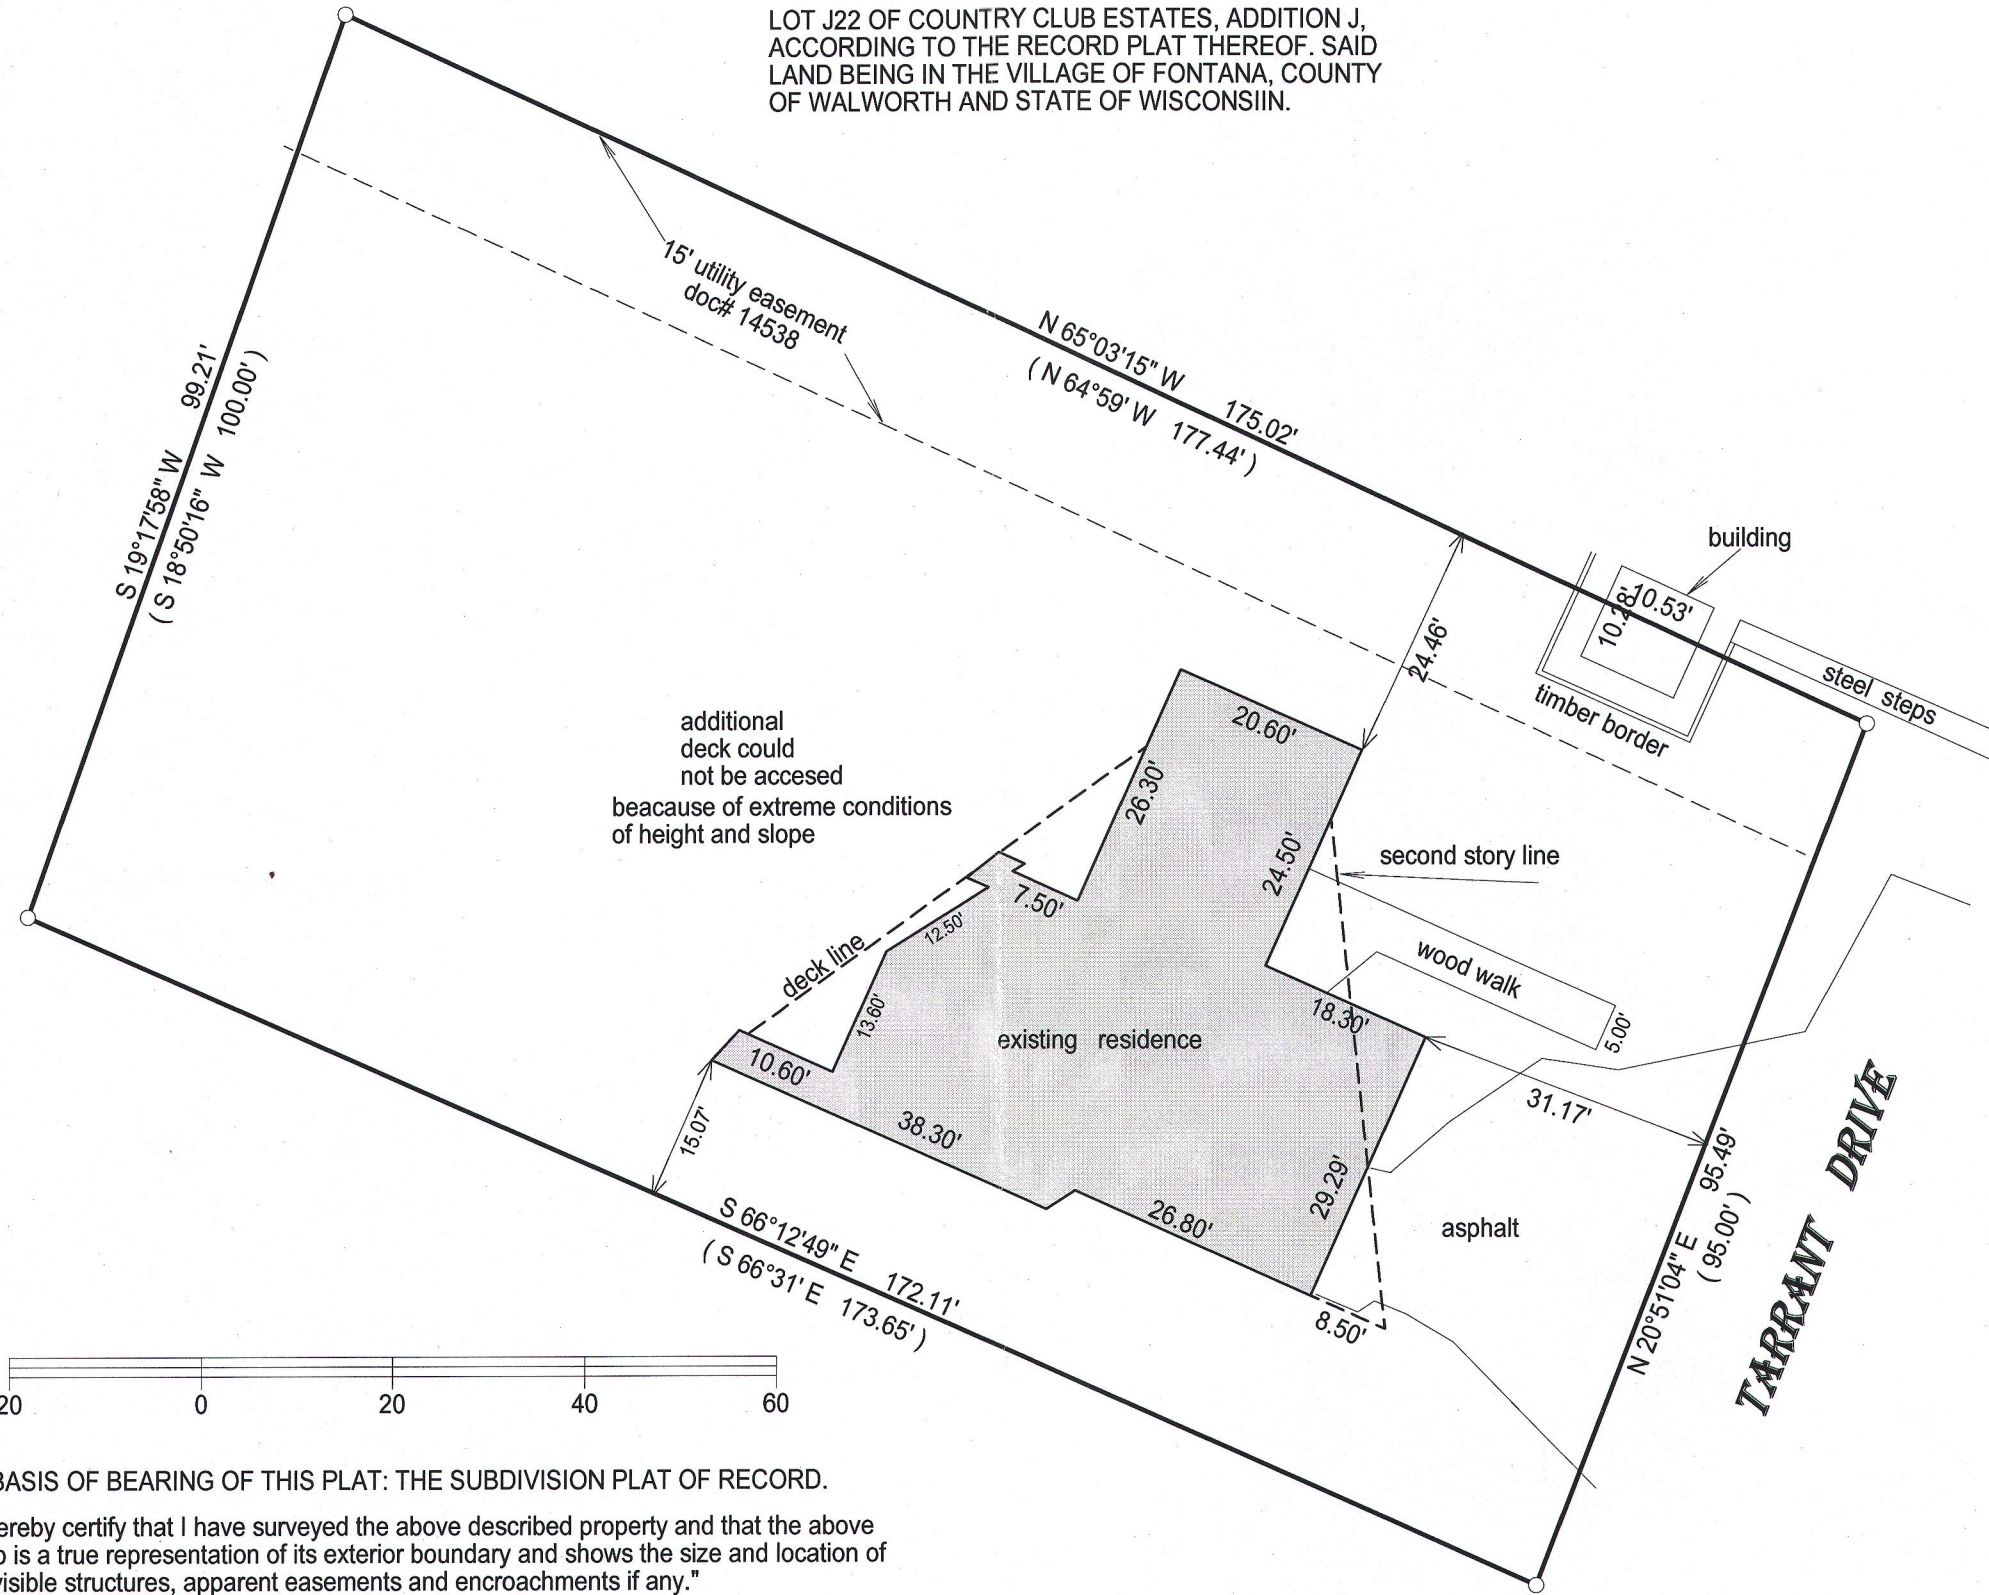 LOT J22 OF COUNTRY CLUB ESTATES, ADDITION J,
ACCORDING TO THE RECORD PLAT THEREOF. SAID
LAND BEING IN THE VILLAGE OF FONTANA, COUNTY
OF WALWORTH AND STATE OF WISCONSIIN.
15' utility easement
doc# 14538
N 65°03'15" W 175.02'
( N 64°59' W 177.44' )
S 19°17'58" W 99.21'
( S 18°50'16" W 100.00' )
building
10.53'
10.28'
timber border
steel steps
24.46'
20.60'
26.30'
24.50'
additional
deck could
not be accesed
beacause of extreme conditions
of height and slope
second story line
7.50'
12.50'
deck line
wood walk
5.00'
13.60'
18.30'
existing residence
10.60'
31.17'
15.07'
38.30'
29.29'
26.80'
asphalt
8.50'
S 66°12'49" E 172.11'
( S 66°31' E 173.65' )
N 20°51'04" E 95.49'
( 95.00' )
TARRANT DRIVE
20 0 20 40 60
BASIS OF BEARING OF THIS PLAT: THE SUBDIVISION PLAT OF RECORD.
ereby certify that I have surveyed the above described property and that the above
is a true representation of its exterior boundary and shows the size and location of
visible structures, apparent easements and encroachments if any."